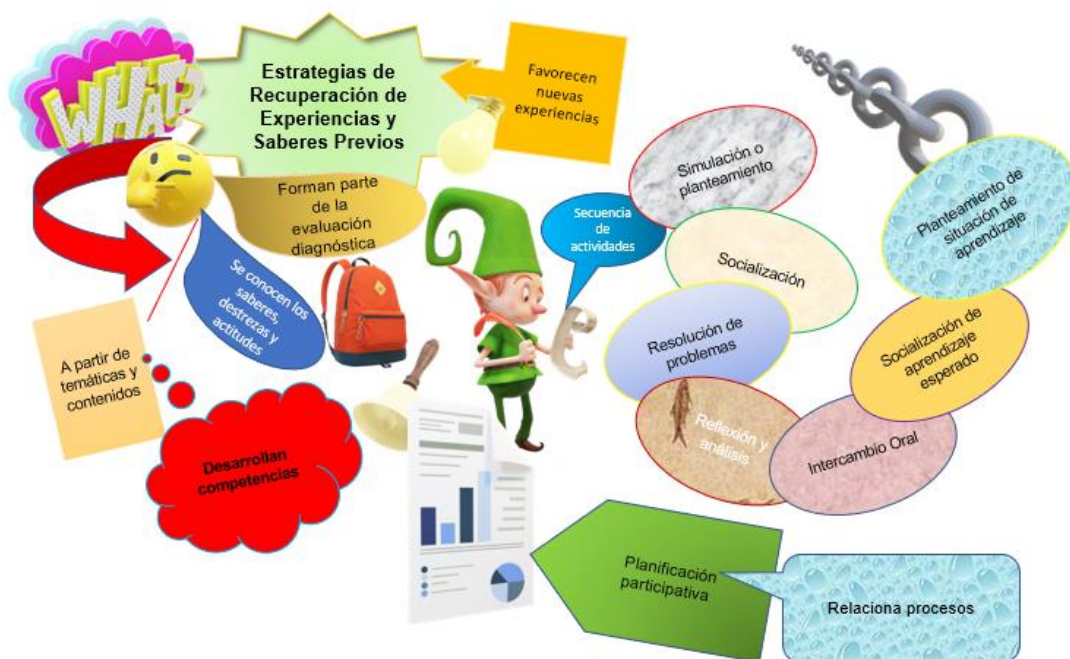 WHAT?
Estrategias de
Recuperación de
Experiencias y
Saberes Previos
Favorecen
nuevas
experiencias
Forman parte
de la
evaluación
diagnóstica
Se conocen los
saberes,
destrezas y
actitudes
A partir de
temáticas y
contenidos
Desarrollan
competencias
Secuencia
de
actividades
Simulación o
planteamiento
Socialización
Resolución de
problemas
Reflexión y
análisis
Intercambio Oral
Socialización de
aprendizaje
esperado
Planteamiento de
situación de
aprendizaje
Planificación
participativa
Relaciona procesos